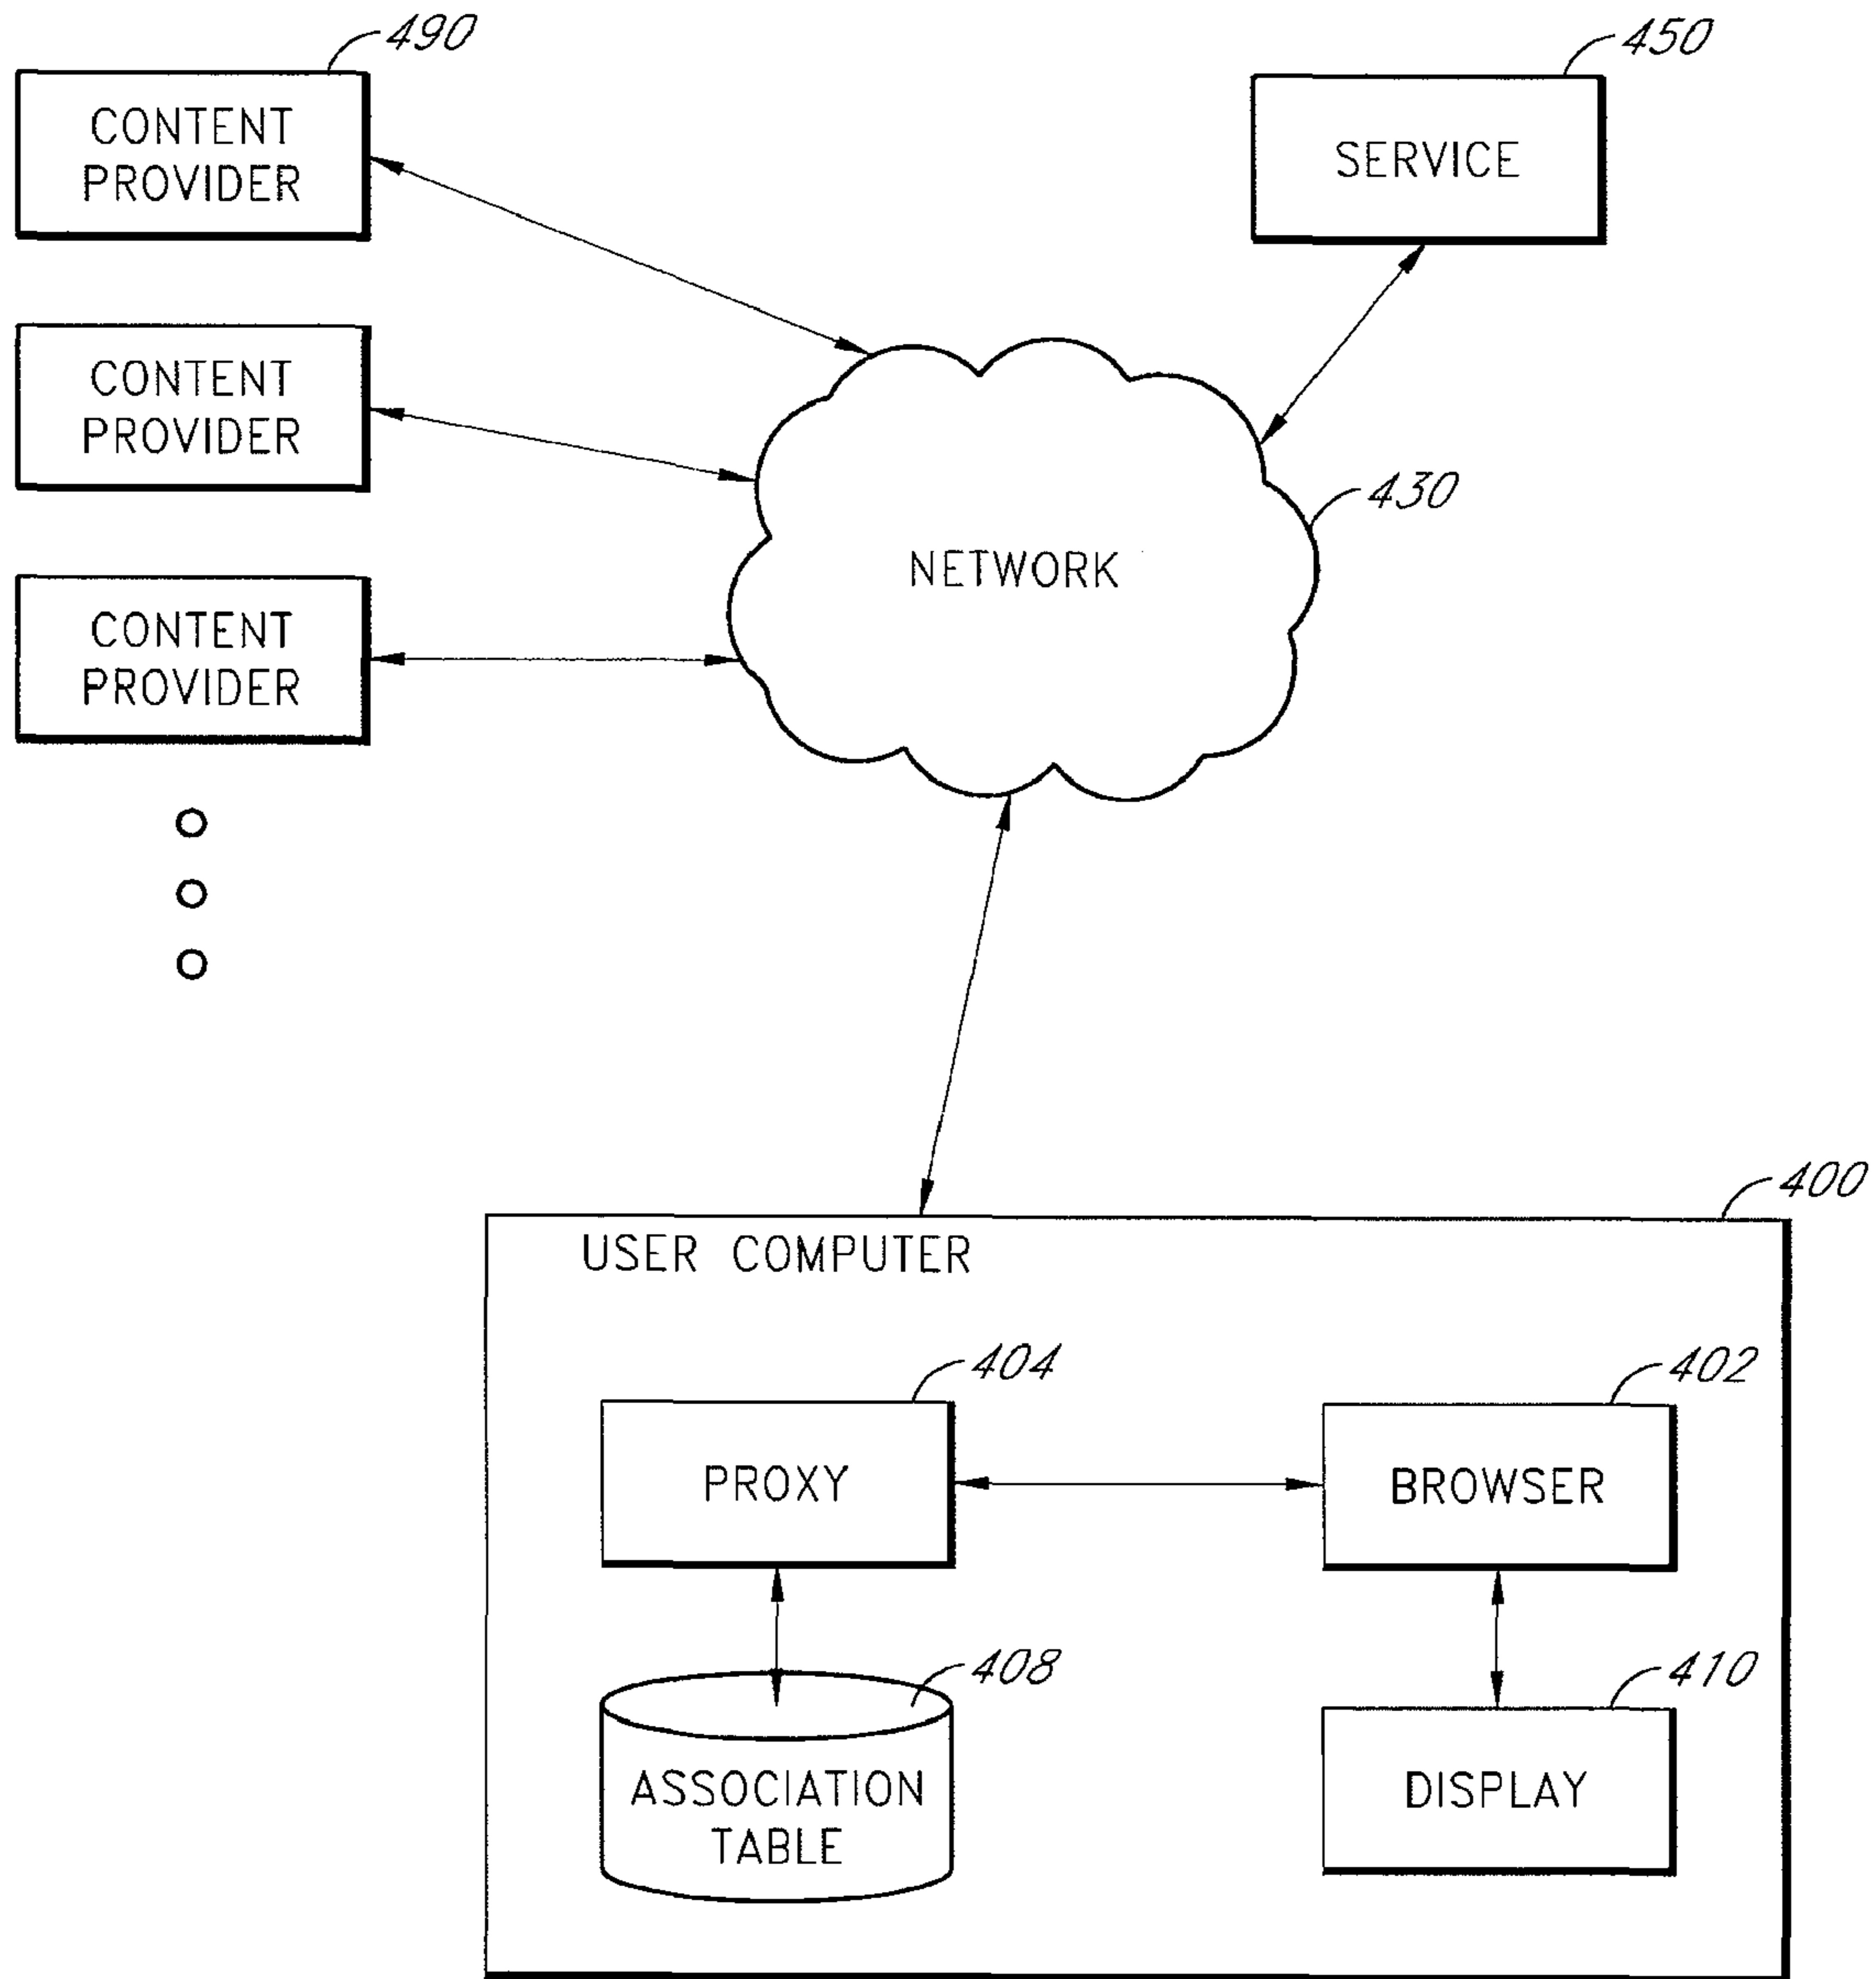 490
CONTENT
PROVIDER
450
SERVICE
CONTENT
PROVIDER
430
NETWORK
CONTENT
PROVIDER
400
USER COMPUTER
404
PROXY
402
BROWSER
408
ASSOCIATION
TABLE
410
DISPLAY